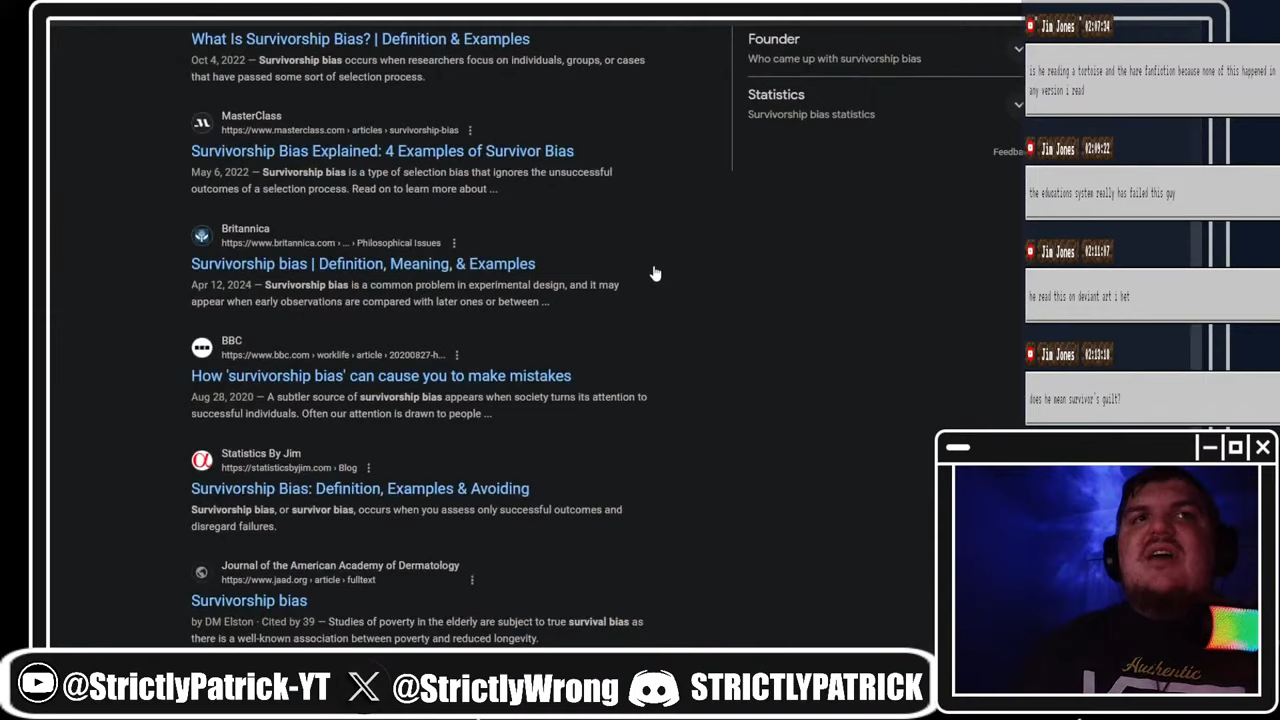 What Is Survivorship Bias? | Definition & Examples
Oct 4, 2022 — Survivorship bias occurs when researchers focus on individuals, groups, or cases
that have passed some sort of selection process.
MasterClass
https://www.masterclass.com › articles › survivorship-bias
Survivorship Bias Explained: 4 Examples of Survivor Bias
May 6, 2022 — Survivorship bias is a type of selection bias that ignores the unsuccessful
outcomes of a selection process. Read on to learn more about ...
Britannica
https://www.britannica.com › ... › Philosophical Issues
Survivorship bias | Definition, Meaning, & Examples
Apr 12, 2024 — Survivorship bias is a common problem in experimental design, and it may
appear when early observations are compared with later ones or between ...
BBC
https://www.bbc.com › worklife › article › 20200827-h...
How 'survivorship bias' can cause you to make mistakes
Aug 28, 2020 — A subtler source of survivorship bias appears when society turns its attention to
successful individuals. Often our attention is drawn to people ...
Statistics By Jim
https://statisticsbyjim.com › Blog
Survivorship Bias: Definition, Examples & Avoiding
Survivorship bias, or survivor bias, occurs when you assess only successful outcomes and
disregard failures.
Journal of the American Academy of Dermatology
https://www.jaad.org › article › fulltext
Survivorship bias
by DM Elston · Cited by 39 — Studies of poverty in the elderly are subject to true survival bias as
there is a well-known association between poverty and reduced longevity.
Founder
Who came up with survivorship bias
Statistics
Survivorship bias statistics
Feedba
Jim Jones 02:07:34
is he reading a tortoise and the hare fanfiction because none of this happened in
any version i read
Jim Jones 02:09:22
the educations system really has failed this guy
Jim Jones 02:11:07
he read this on deviant art i bet
Jim Jones 02:13:18
does he mean survivor's guilt?
Authentic
@StrictlyPatrick-YT @StrictlyWrong STRICTLYPATRICK